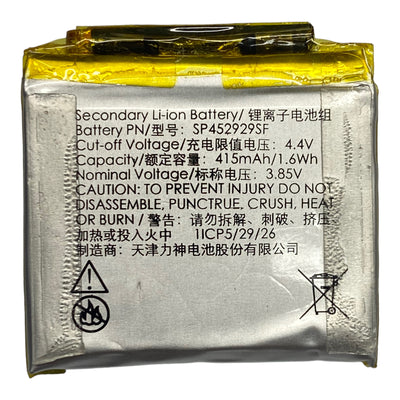 Secondary Li-ion Battery/ 锂离子电池组
Battery PN/型号: SP452929SF
Cut-off Voltage/充电限值电压: 4.4V
Capacity/额定容量: 415mAh/1.6Wh
Nominal Voltage/标称电压: 3.85V
CAUTION: TO PREVENT INJURY DO NOT
DISASSEMBLE, PUNCTRUE, CRUSH, HEAT
OR BURN / 警告: 请勿拆解、刺破、挤压
加热或投入火中 1ICP5/29/26
制造商: 天津力神电池股份有限公司